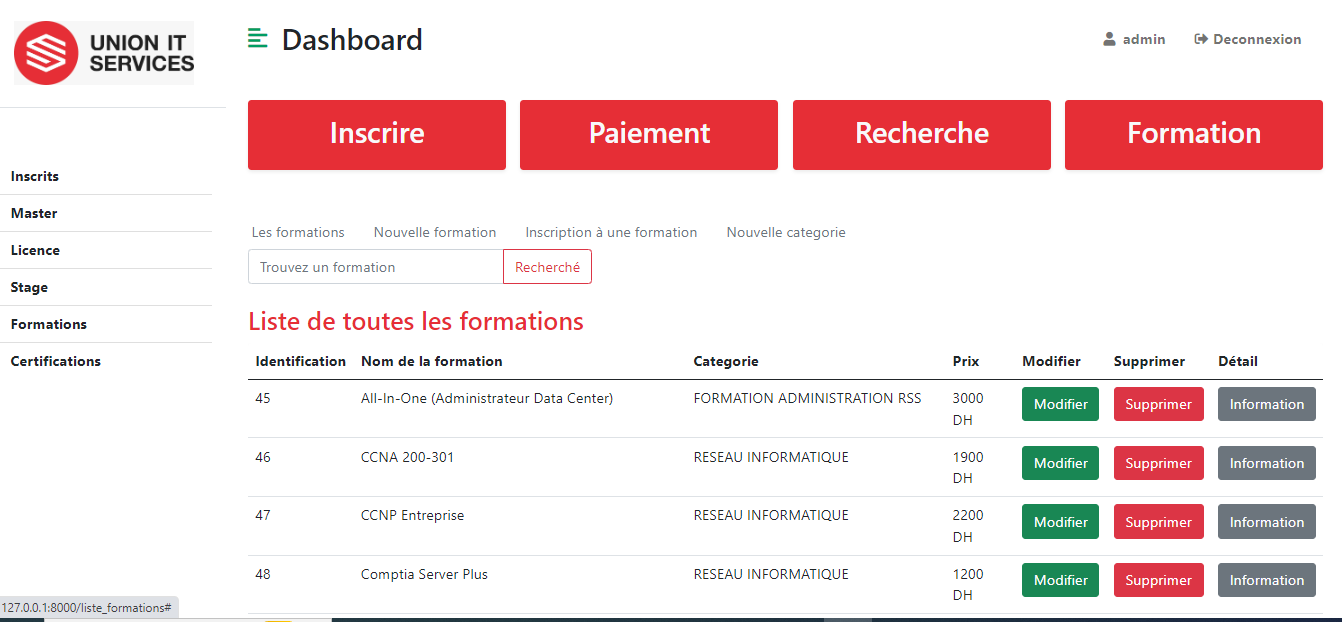 UNION IT
SERVICES
Dashboard
admin
Deconnexion
Inscrire
Paiement
Recherche
Formation
Inscrits
Master
Licence
Stage
Formations
Certifications
Les formations
Nouvelle formation
Inscription à une formation
Nouvelle categorie
Trouvez un formation
Recherché
Liste de toutes les formations
Identification Nom de la formation Categorie Prix Modifier Supprimer Détail
45 All-In-One (Administrateur Data Center) FORMATION ADMINISTRATION RSS 3000 Modifier Supprimer Information
DH
46 CCNA 200-301 RESEAU INFORMATIQUE 1900 Modifier Supprimer Information
DH
47 CCNP Entreprise RESEAU INFORMATIQUE 2200 Modifier Supprimer Information
DH
48 Comptia Server Plus RESEAU INFORMATIQUE 1200 Modifier Supprimer Information
DH
127.0.0.1:8000/liste_formations#